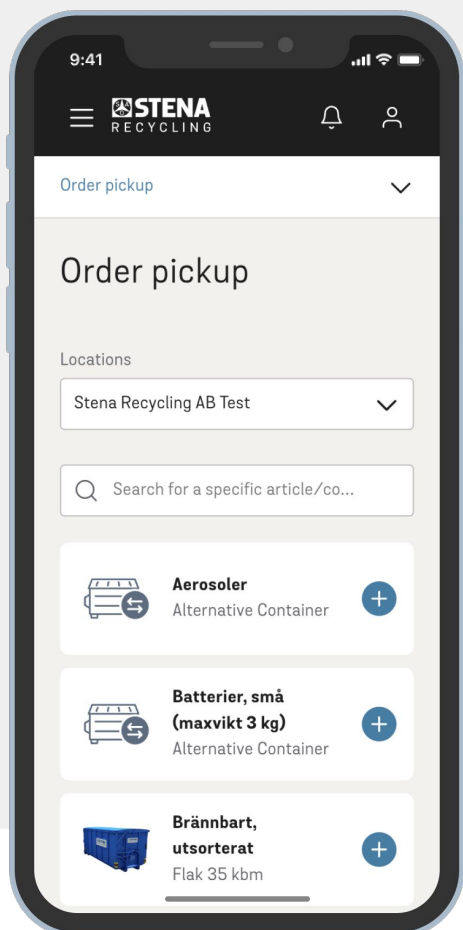 9:41
STENA
RECYCLING
Order pickup
Order pickup
Locations
Stena Recycling AB Test
Search for a specific article/co...
Aerosoler
Alternative Container
Batterier, små
(maxvikt 3 kg)
Alternative Container
Brännbart,
utsorterat
Flak 35 kbm